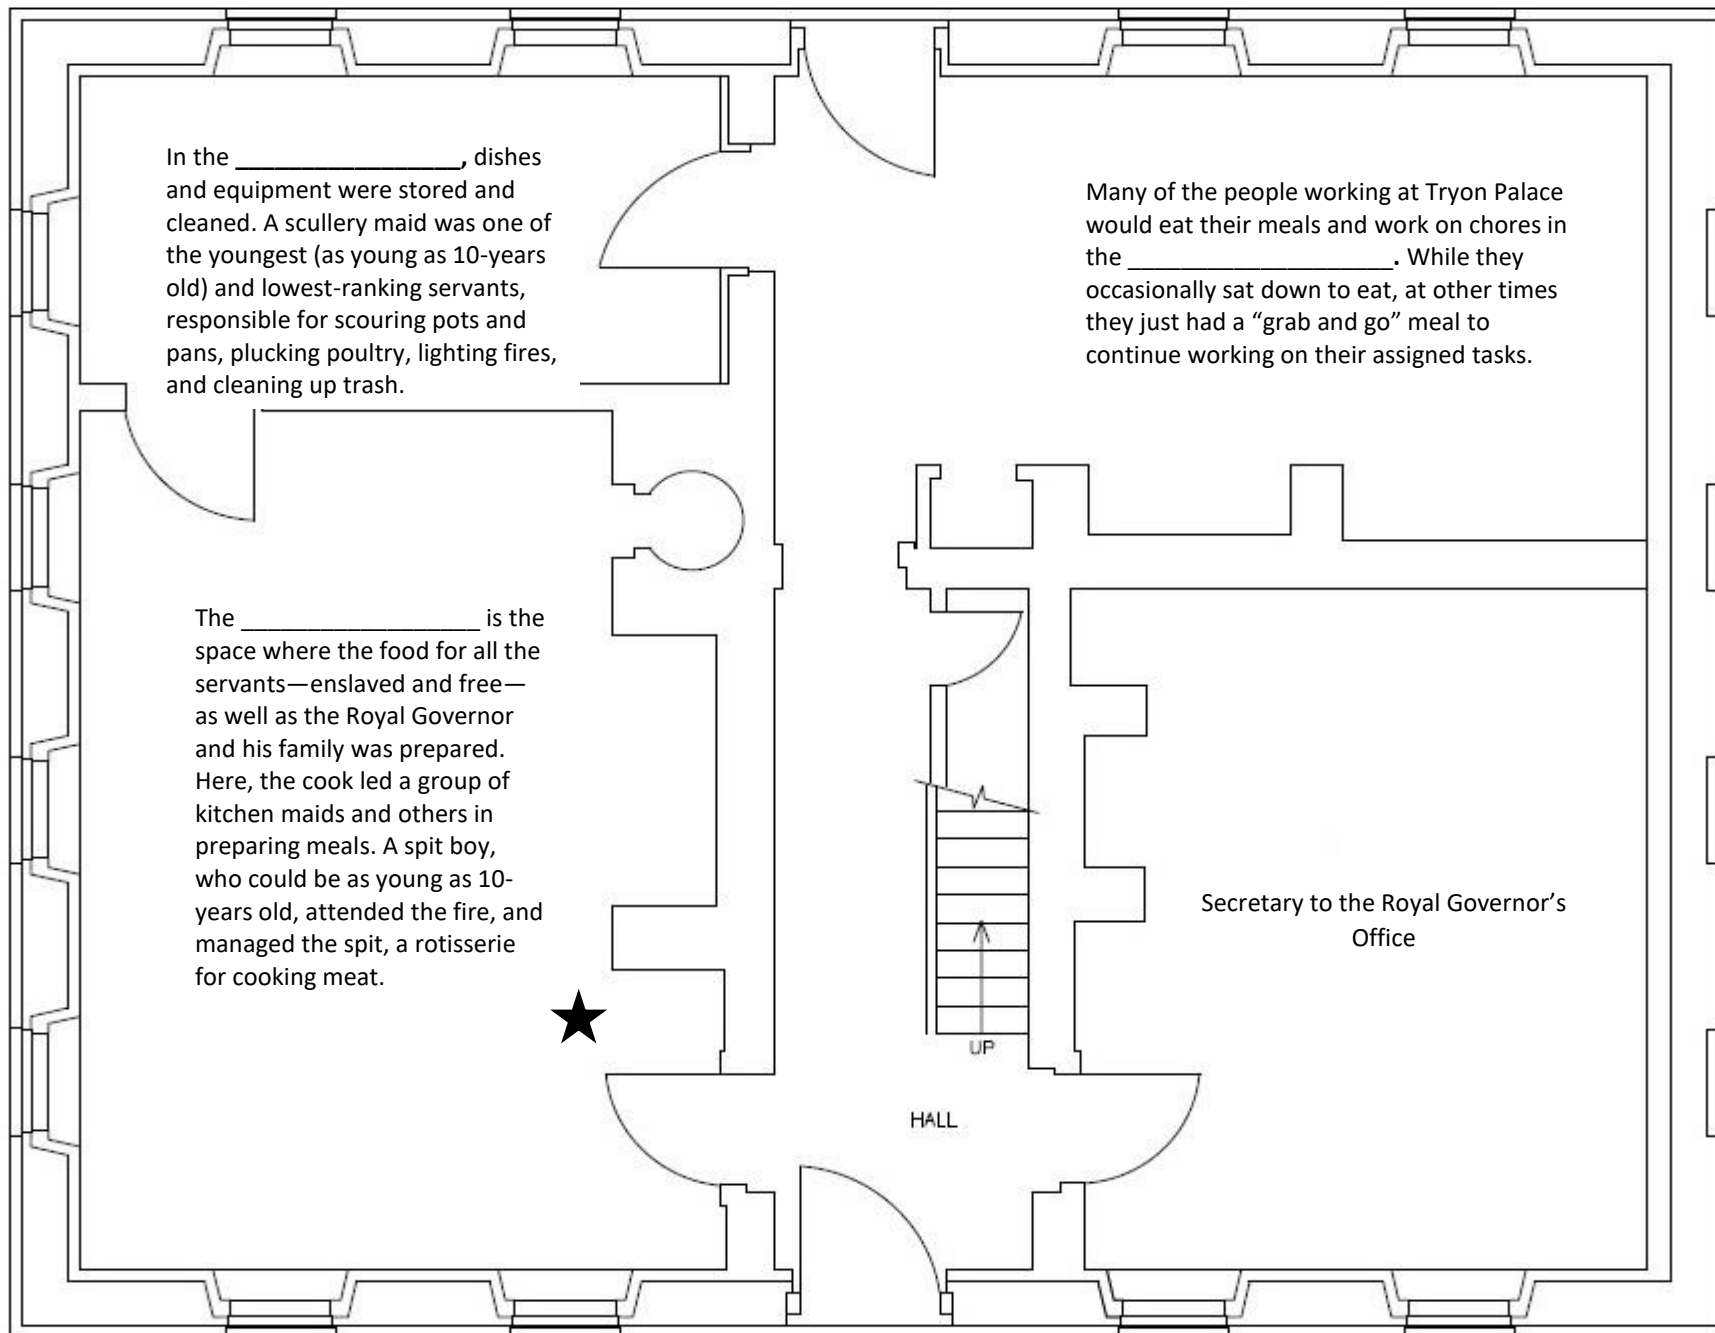 In the _________________, dishes
and equipment were stored and
cleaned. A scullery maid was one of
the youngest (as young as 10-years
old) and lowest-ranking servants,
responsible for scouring pots and
pans, plucking poultry, lighting fires,
and cleaning up trash.
Many of the people working at Tryon Palace
would eat their meals and work on chores in
the ____________________. While they
occasionally sat down to eat, at other times
they just had a “grab and go” meal to
continue working on their assigned tasks.
The __________________ is the
space where the food for all the
servants—enslaved and free—
as well as the Royal Governor
and his family was prepared.
Here, the cook led a group of
kitchen maids and others in
preparing meals. A spit boy,
who could be as young as 10-
years old, attended the fire, and
managed the spit, a rotisserie
for cooking meat.
Secretary to the Royal Governor’s
Office
UP
HALL